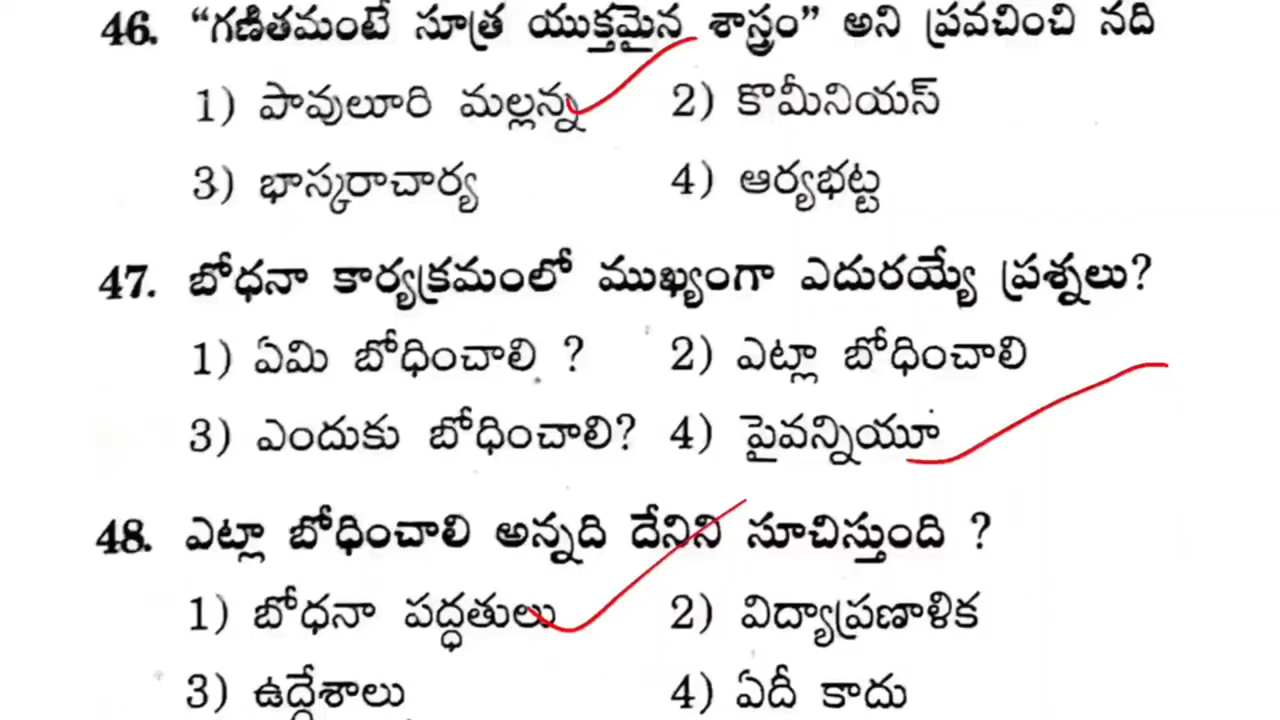 46. “గణితమంటే సూత్ర యుక్తమైన శాస్త్రం” అని ప్రవచించి నది
1) పావులూరి మల్లన్న 2) కొమీనియస్
3) భాస్కరాచార్య 4) ఆర్యభట్ట
47. బోధనా కార్యక్రమంలో ముఖ్యంగా ఎదురయ్యే ప్రశ్నలు?
1) ఏమి బోధించాలి ? 2) ఎట్లా బోధించాలి
3) ఎందుకు బోధించాలి? 4) పైవన్నియూ
48. ఎట్లా బోధించాలి అన్నది దేనిని సూచిస్తుంది ?
1) బోధనా పద్ధతులు 2) విద్యాప్రణాళిక
3) ఉద్దేశాలు 4) ఏదీ కాదు